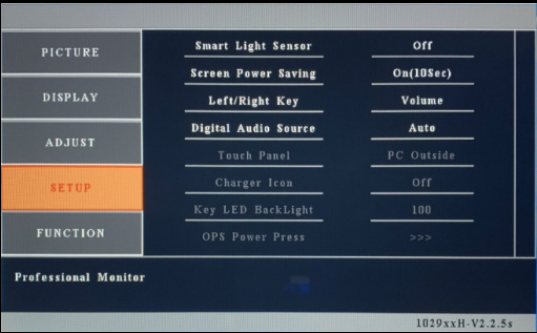 PICTURE
DISPLAY
ADJUST
SETUP
FUNCTION
Smart Light Sensor Off
Screen Power Saving On(10Sec)
Left/Right Key Volume
Digital Audio Source Auto
Touch Panel PC Outside
Charger Icon Off
Key LED BackLight 100
OPS Power Press >>>
Professional Monitor
1029xxH-V2.2.5s